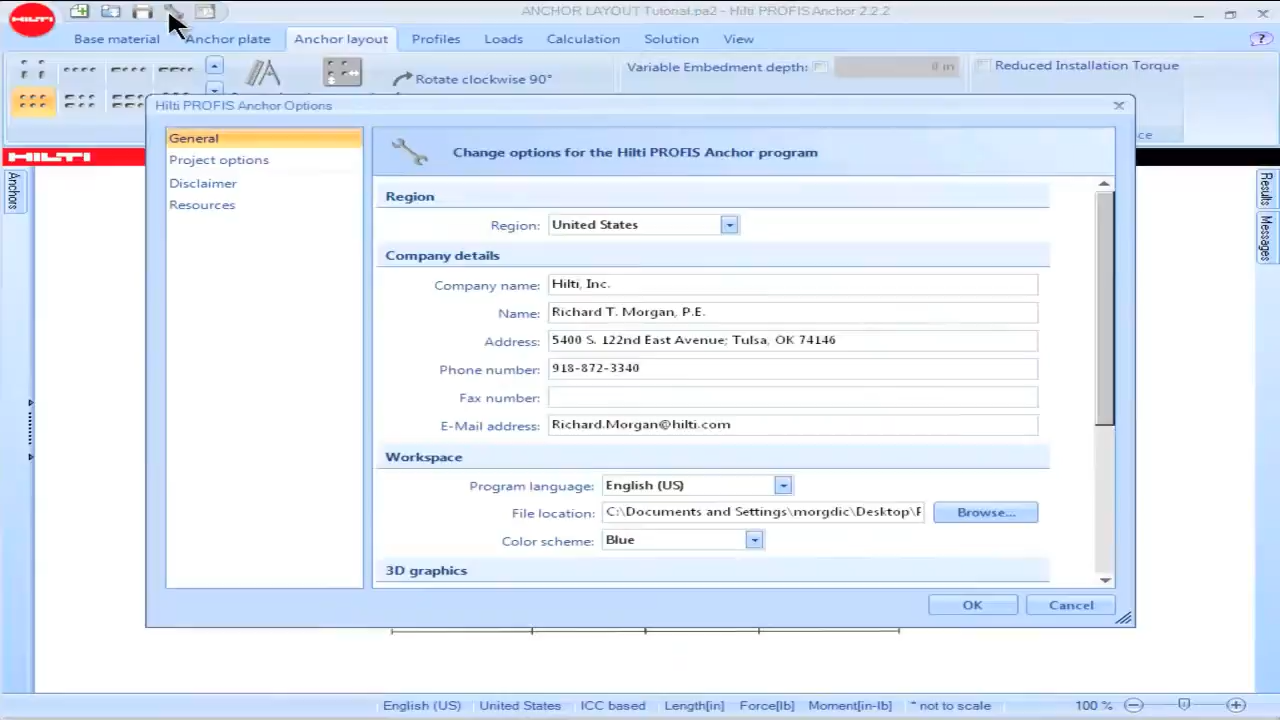 HILTI
ANCHOR LAYOUT Tutorial.pa2 - Hilti PROFIS Anchor 2.2.2
Base material
Anchor plate
Anchor layout
Profiles
Loads
Calculation
Solution
View
Rotate clockwise 90°
Variable Embedment depth:
Reduced Installation Torque
Hilti PROFIS Anchor Options
HILTI
Anchors
Results
Messages
General
Project options
Disclaimer
Resources
Change options for the Hilti PROFIS Anchor program
Region
Region: United States
Company details
Company name: Hilti, Inc.
Name: Richard T. Morgan, P.E.
Address: 5400 S. 122nd East Avenue; Tulsa, OK 74146
Phone number: 918-872-3340
Fax number:
E-Mail address: Richard.Morgan@hilti.com
Workspace
Program language: English (US)
File location: C:\Documents and Settings\morgdic\Desktop\ Browse...
Color scheme: Blue
3D graphics
OK
Cancel
English (US) United States ICC based Length[in] Force[lb] Moment[in-lb] * not to scale 100 %